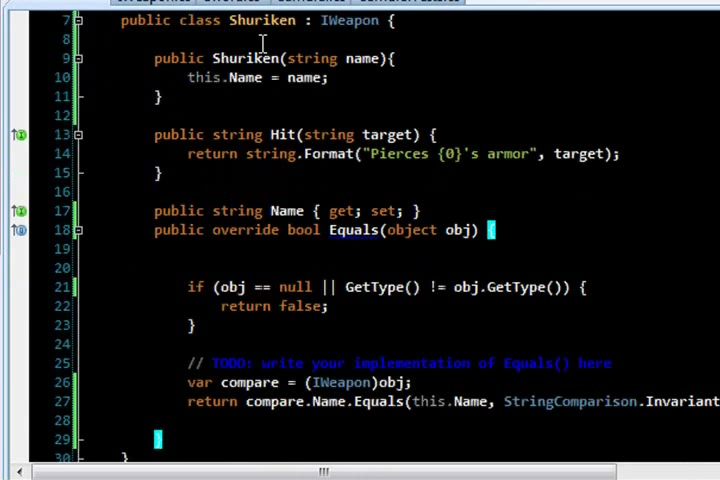 7 public class Shuriken : IWeapon {
8
9 public Shuriken(string name){
10 this.Name = name;
11 }
12
13 public string Hit(string target) {
14 return string.Format("Pierces {0}'s armor", target);
15 }
16
17 public string Name { get; set; }
18 public override bool Equals(object obj) {
19
20
21 if (obj == null || GetType() != obj.GetType()) {
22 return false;
23 }
24
25 // TODO: write your implementation of Equals() here
26 var compare = (IWeapon)obj;
27 return compare.Name.Equals(this.Name, StringComparison.Invariant
28
29 }
30 }